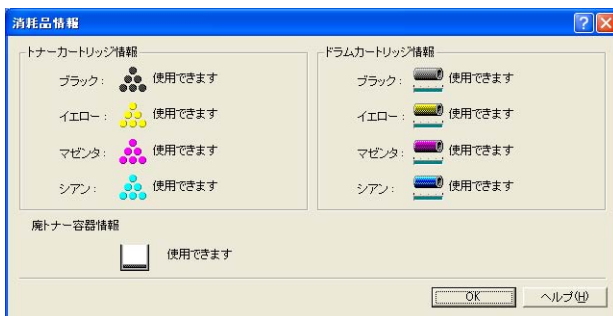 消耗品情報
トナーカートリッジ情報
ブラック： 使用できます
イエロー： 使用できます
マゼンタ： 使用できます
シアン： 使用できます
ドラムカートリッジ情報
ブラック： 使用できます
イエロー： 使用できます
マゼンタ： 使用できます
シアン： 使用できます
廃トナー容器情報
使用できます
OK
ヘルプ(H)